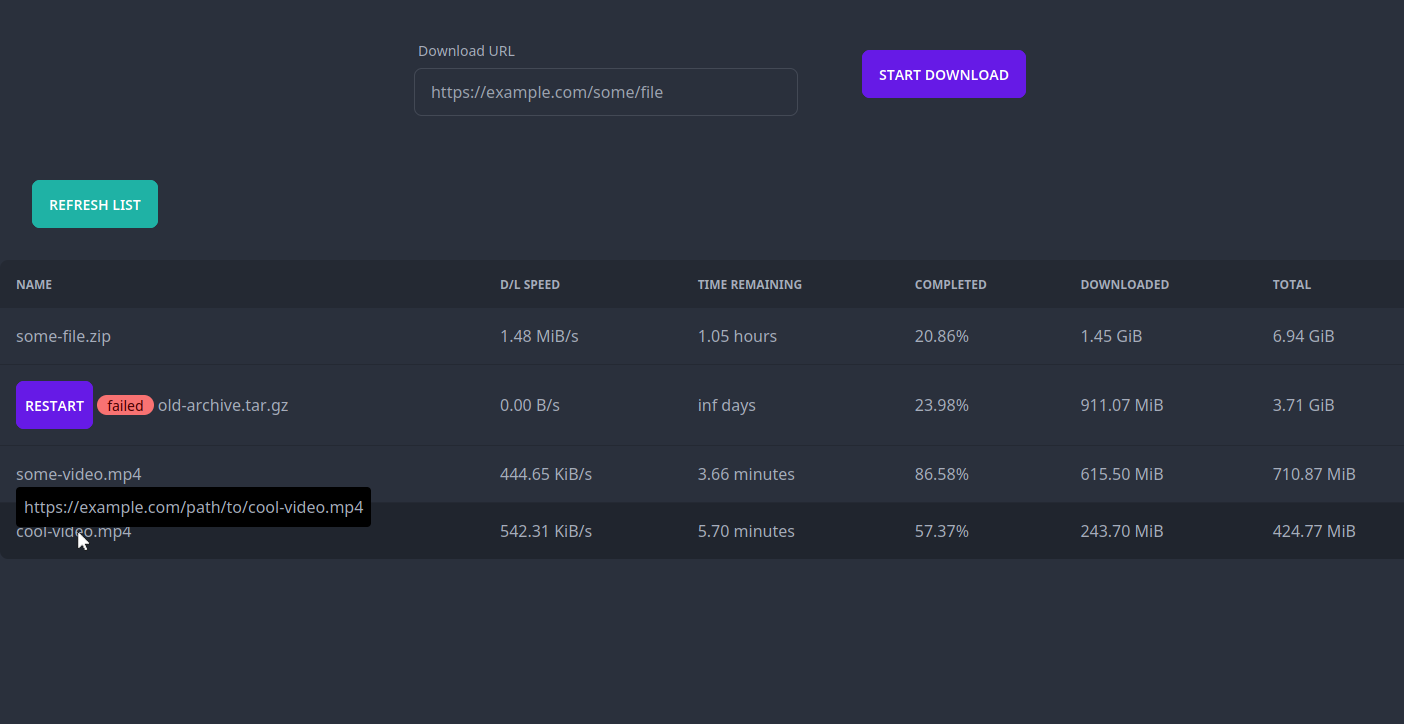 Download URL
https://example.com/some/file
START DOWNLOAD
REFRESH LIST
NAME D/L SPEED TIME REMAINING COMPLETED DOWNLOADED TOTAL
some-file.zip 1.48 MiB/s 1.05 hours 20.86% 1.45 GiB 6.94 GiB
RESTART failed old-archive.tar.gz 0.00 B/s inf days 23.98% 911.07 MiB 3.71 GiB
some-video.mp4 444.65 KiB/s 3.66 minutes 86.58% 615.50 MiB 710.87 MiB
https://example.com/path/to/cool-video.mp4
cool-video.mp4 542.31 KiB/s 5.70 minutes 57.37% 243.70 MiB 424.77 MiB